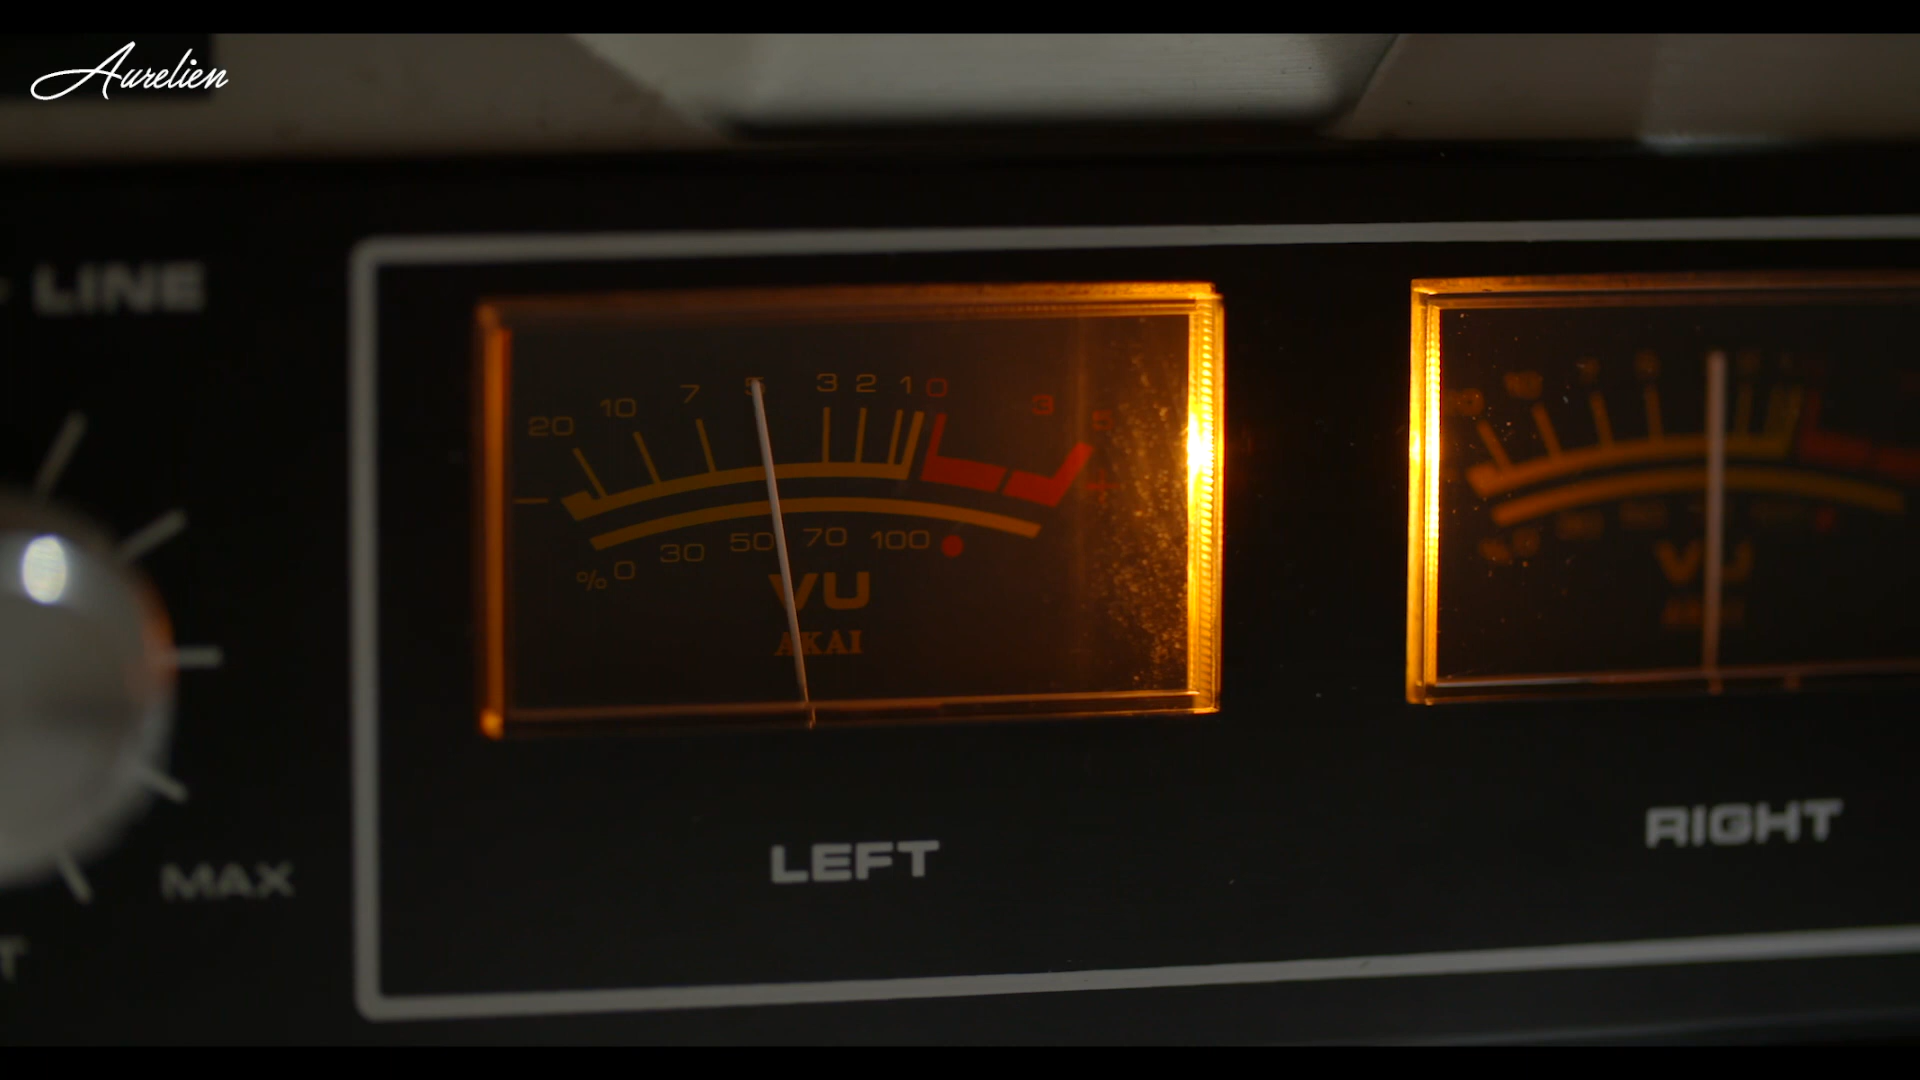 Aurelien
LINE
20 10 7 5 3 2 1 0 3 5
− +
% 0 30 50 70 100
VU
AKAI
VU
LEFT
RIGHT
MAX
T